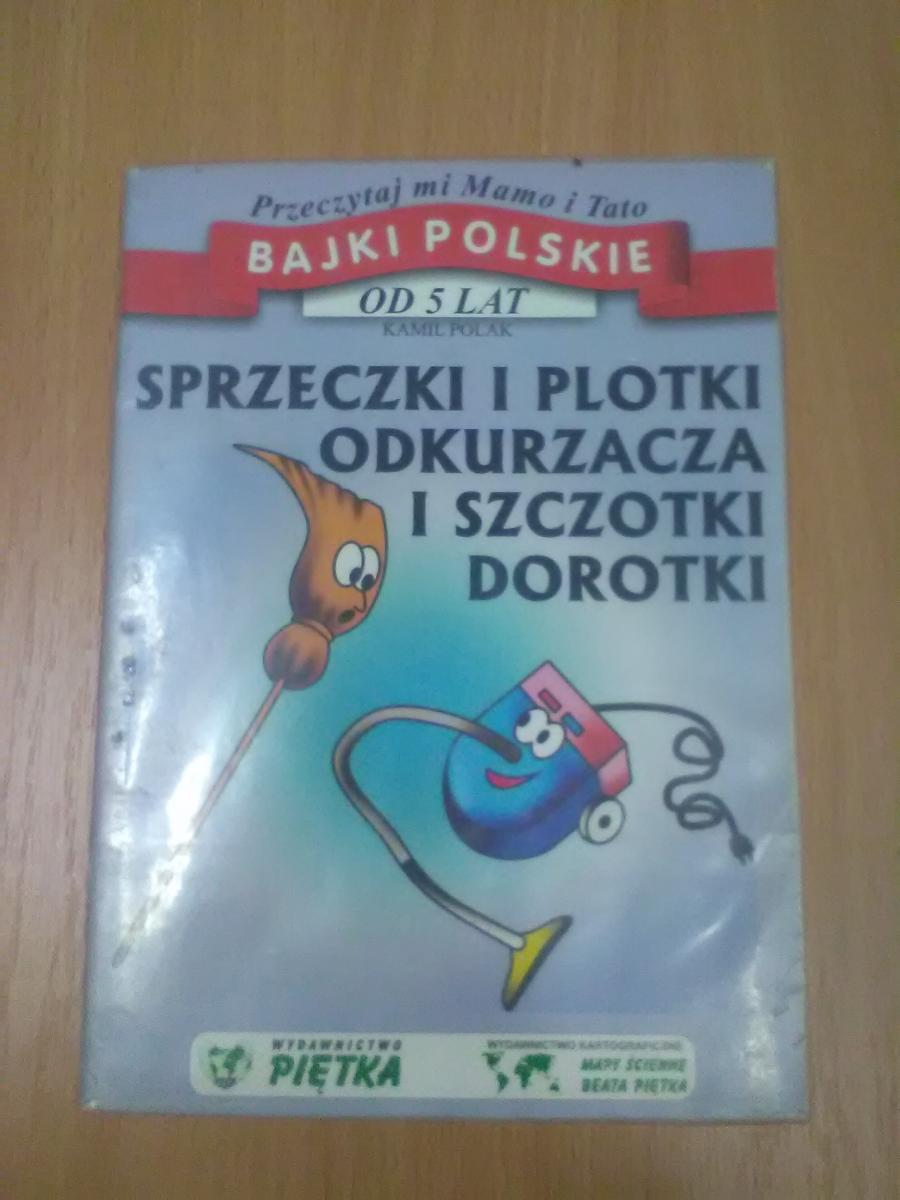 Przeczytaj mi Mamo i Tato
BAJKI POLSKIE
OD 5 LAT
KAMIL POLAK
SPRZECZKI I PLOTKI
ODKURZACZA
I SZCZOTKI
DOROTKI
WYDAWNICTWO
PIĘTKA
WYDAWNICTWO KARTOGRAFICZNE
MAPY ŚCIENNE
BEATA PIĘTKA